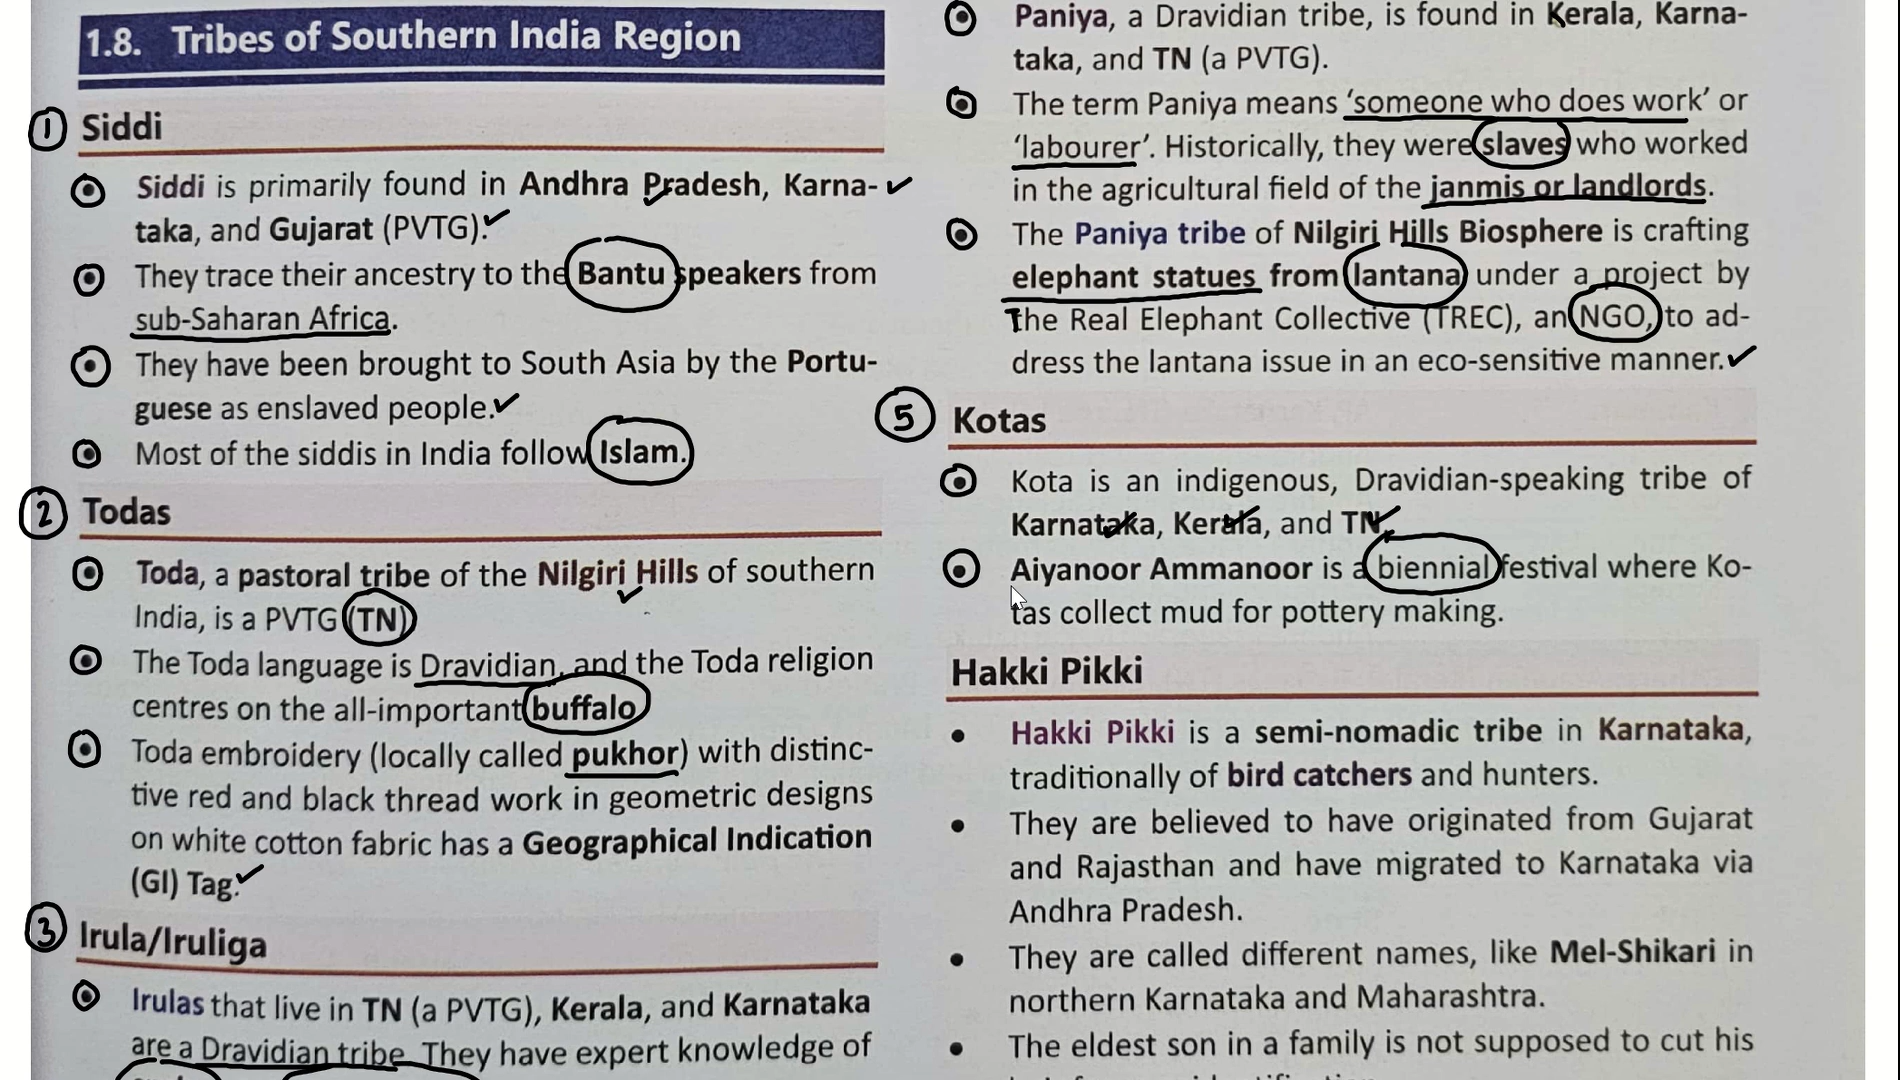 1.8. Tribes of Southern India Region
1 Siddi
Siddi is primarily found in Andhra Pradesh, Karna-
taka, and Gujarat (PVTG).
They trace their ancestry to the Bantu speakers from
sub-Saharan Africa.
They have been brought to South Asia by the Portu-
guese as enslaved people.
Most of the siddis in India follow Islam.
2 Todas
Toda, a pastoral tribe of the Nilgiri Hills of southern
India, is a PVTG (TN)
The Toda language is Dravidian, and the Toda religion
centres on the all-important buffalo
Toda embroidery (locally called pukhor) with distinc-
tive red and black thread work in geometric designs
on white cotton fabric has a Geographical Indication
(GI) Tag.
3 Irula/Iruliga
Irulas that live in TN (a PVTG), Kerala, and Karnataka
are a Dravidian tribe. They have expert knowledge of
Paniya, a Dravidian tribe, is found in Kerala, Karna-
taka, and TN (a PVTG).
The term Paniya means ‘someone who does work’ or
‘labourer’. Historically, they were slaves who worked
in the agricultural field of the janmis or landlords.
The Paniya tribe of Nilgiri Hills Biosphere is crafting
elephant statues from lantana under a project by
The Real Elephant Collective (TREC), an NGO, to ad-
dress the lantana issue in an eco-sensitive manner.
5 Kotas
Kota is an indigenous, Dravidian-speaking tribe of
Karnataka, Kerala, and TN.
Aiyanoor Ammanoor is a biennial festival where Ko-
tas collect mud for pottery making.
Hakki Pikki
Hakki Pikki is a semi-nomadic tribe in Karnataka,
traditionally of bird catchers and hunters.
They are believed to have originated from Gujarat
and Rajasthan and have migrated to Karnataka via
Andhra Pradesh.
They are called different names, like Mel-Shikari in
northern Karnataka and Maharashtra.
The eldest son in a family is not supposed to cut his